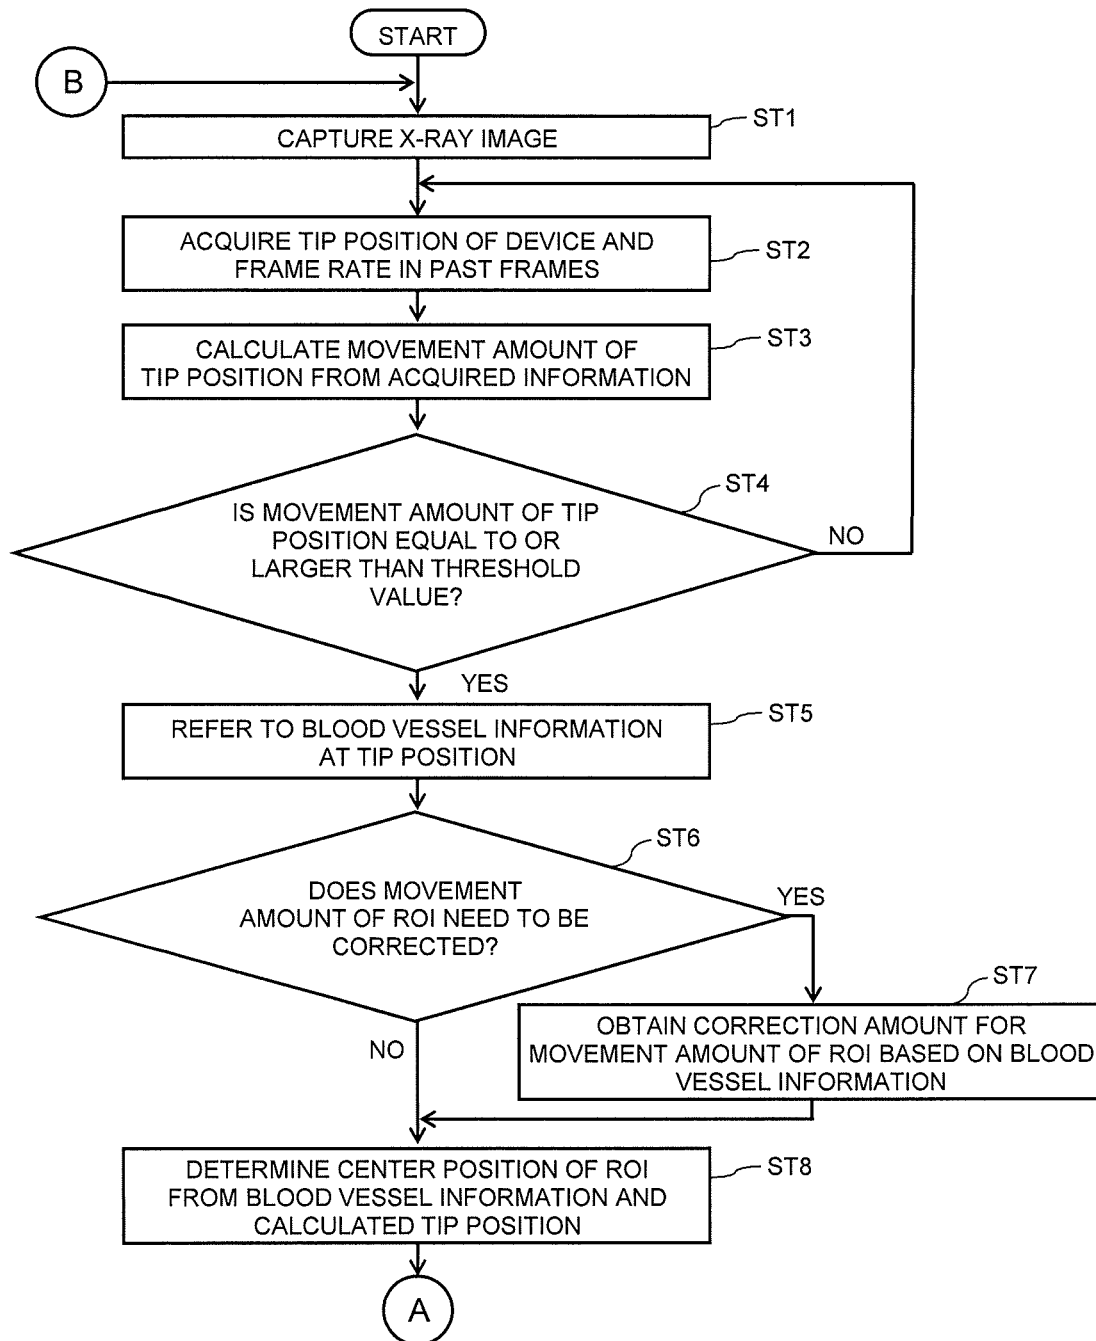 START
B
CAPTURE X-RAY IMAGE
ST1
ACQUIRE TIP POSITION OF DEVICE AND
FRAME RATE IN PAST FRAMES
ST2
CALCULATE MOVEMENT AMOUNT OF
TIP POSITION FROM ACQUIRED INFORMATION
ST3
IS MOVEMENT AMOUNT OF TIP
POSITION EQUAL TO OR
LARGER THAN THRESHOLD
VALUE?
ST4
NO
YES
REFER TO BLOOD VESSEL INFORMATION
AT TIP POSITION
ST5
DOES MOVEMENT
AMOUNT OF ROI NEED TO BE
CORRECTED?
ST6
YES
ST7
OBTAIN CORRECTION AMOUNT FOR
MOVEMENT AMOUNT OF ROI BASED ON BLOOD
VESSEL INFORMATION
NO
DETERMINE CENTER POSITION OF ROI
FROM BLOOD VESSEL INFORMATION AND
CALCULATED TIP POSITION
ST8
A